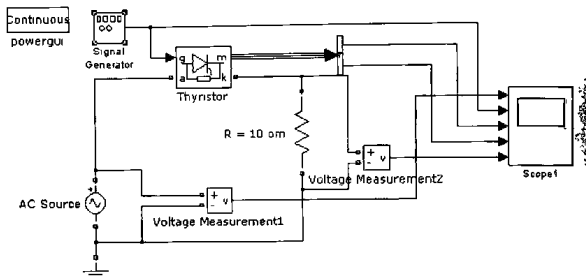 Continuous
powergui
Signal
Generator
g
m
a
k
Thyristor
R = 10 om
+
-
v
Voltage Measurement2
Scope1
AC Source
+
+
-
v
Voltage Measurement1